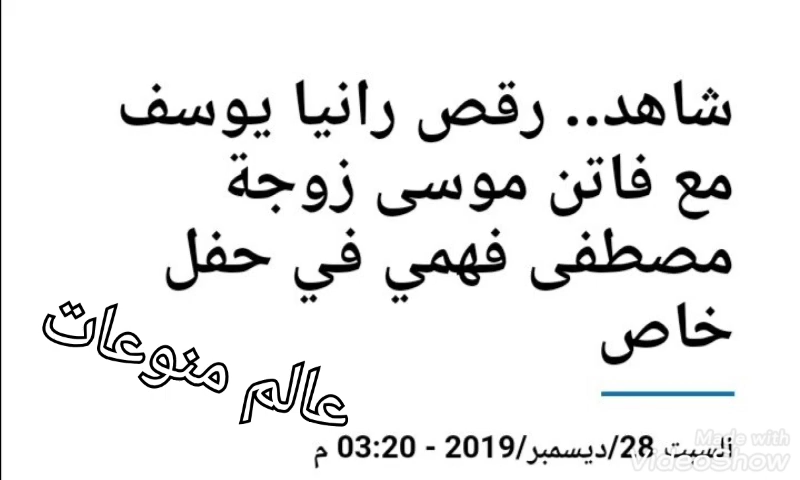 شاهد.. رقص رانيا يوسف
مع فاتن موسى زوجة
مصطفى فهمي في حفل
خاص
عالم منوعات
السبت 28/ديسمبر/2019 - 03:20 م
Made with
VideoShow